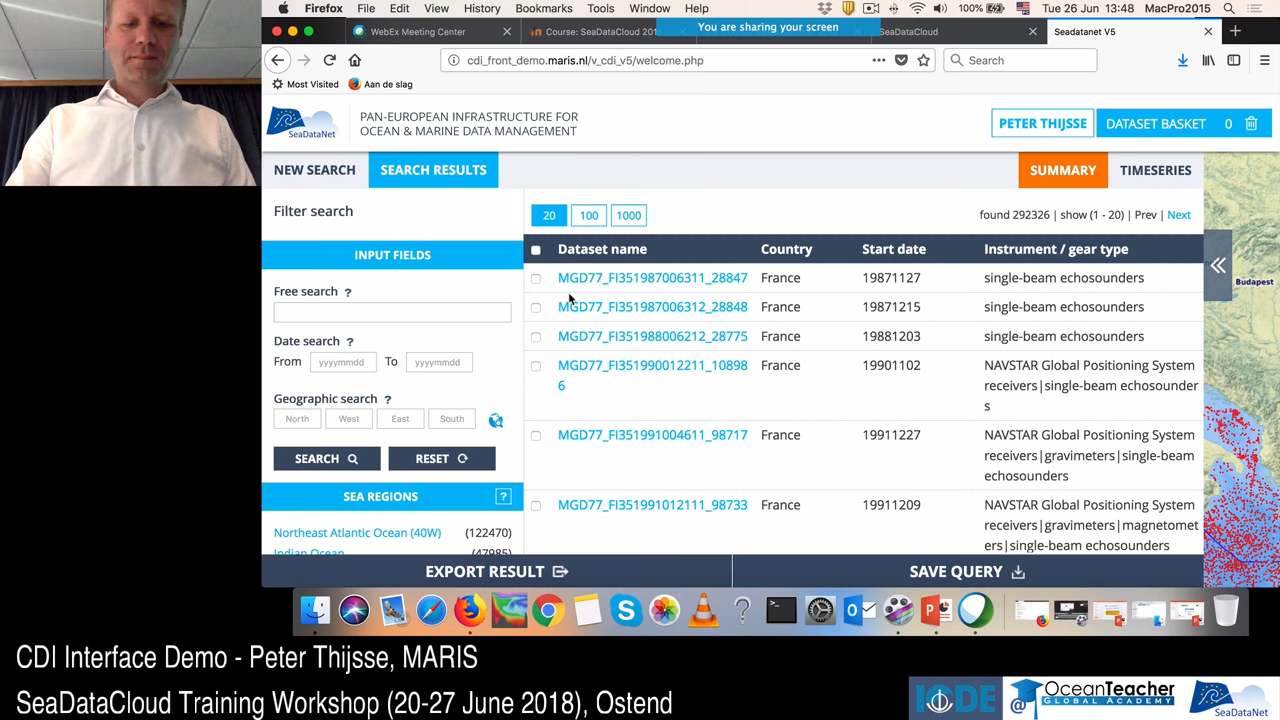 Firefox File Edit View History Bookmarks Tools Window Help 100% Tue 26 Jun 13:48 MacPro2015
You are sharing your screen
WebEx Meeting Center
Course: SeaDataCloud 201
SeaDataCloud
Seadatanet V5
cdi_front_demo.maris.nl/v_cdi_v5/welcome.php
Search
Most Visited Aan de slag
SeaDataNet
PAN-EUROPEAN INFRASTRUCTURE FOR
OCEAN & MARINE DATA MANAGEMENT
PETER THIJSSE
DATASET BASKET 0
NEW SEARCH SEARCH RESULTS SUMMARY TIMESERIES
Filter search
20 100 1000
found 292326 | show (1 - 20) | Prev | Next
INPUT FIELDS
Free search ?
Date search ?
From yyyymmdd To yyyymmdd
Geographic search ?
North West East South
SEARCH RESET
SEA REGIONS ?
Northeast Atlantic Ocean (40W) (122470)
Indian Ocean (47985)
Dataset name Country Start date Instrument / gear type
MGD77_FI351987006311_28847 France 19871127 single-beam echosounders
MGD77_FI351987006312_28848 France 19871215 single-beam echosounders
MGD77_FI351988006212_28775 France 19881203 single-beam echosounders
MGD77_FI351990012211_10898 France 19901102 NAVSTAR Global Positioning System
6 receivers|single-beam echosounder
s
MGD77_FI351991004611_98717 France 19911227 NAVSTAR Global Positioning System
receivers|gravimeters|single-beam
echosounders
MGD77_FI351991012111_98733 France 19911209 NAVSTAR Global Positioning System
receivers|gravimeters|magnetomet
ers|single-beam echosounders
Budapest
EXPORT RESULT
SAVE QUERY
CDI Interface Demo - Peter Thijsse, MARIS
SeaDataCloud Training Workshop (20-27 June 2018), Ostend
IODE
OceanTeacher
GLOBAL ACADEMY
SeaDataNet